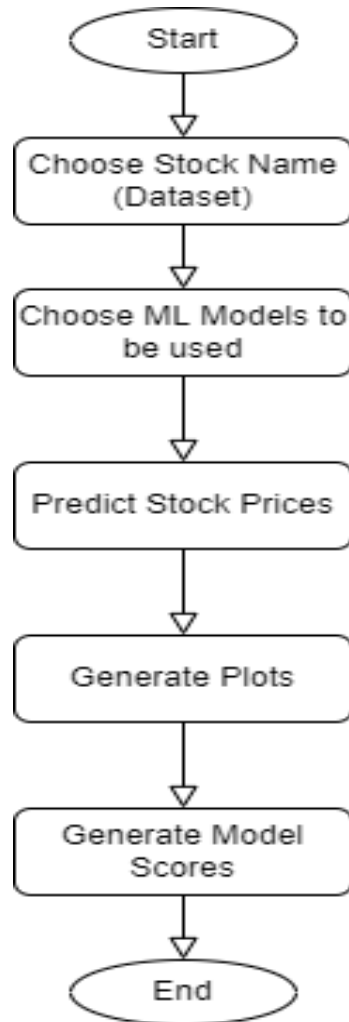 Start
Choose Stock Name
(Dataset)
Choose ML Models to
be used
Predict Stock Prices
Generate Plots
Generate Model
Scores
End